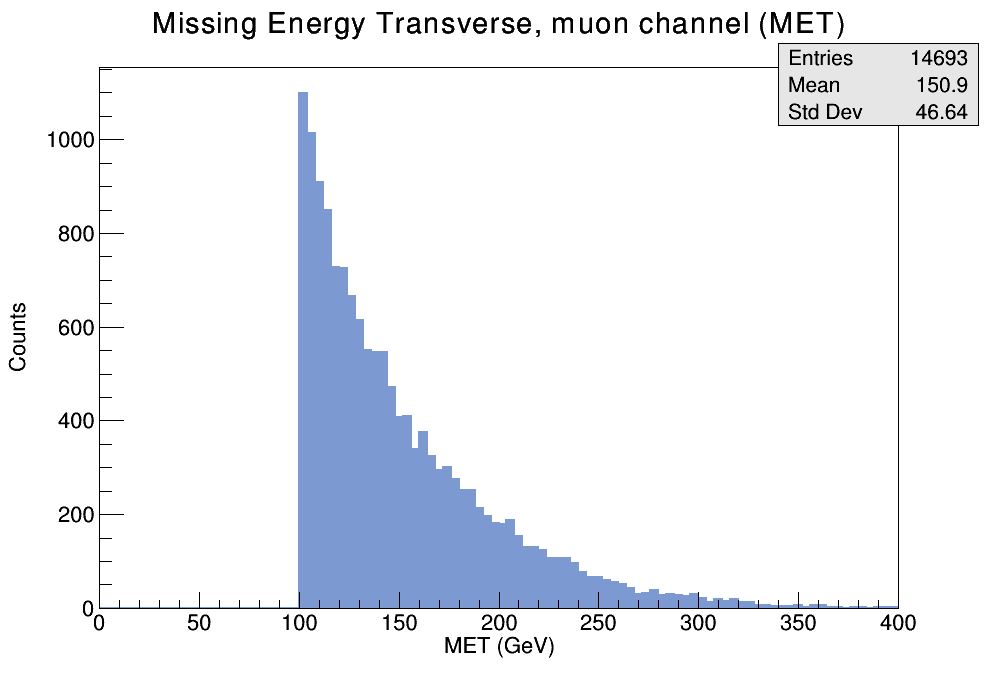 Missing Energy Transverse, muon channel (MET)
Entries 14693
Mean 150.9
Std Dev 46.64
1000
800
600
400
200
0
Counts
0 50 100 150 200 250 300 350 400
MET (GeV)